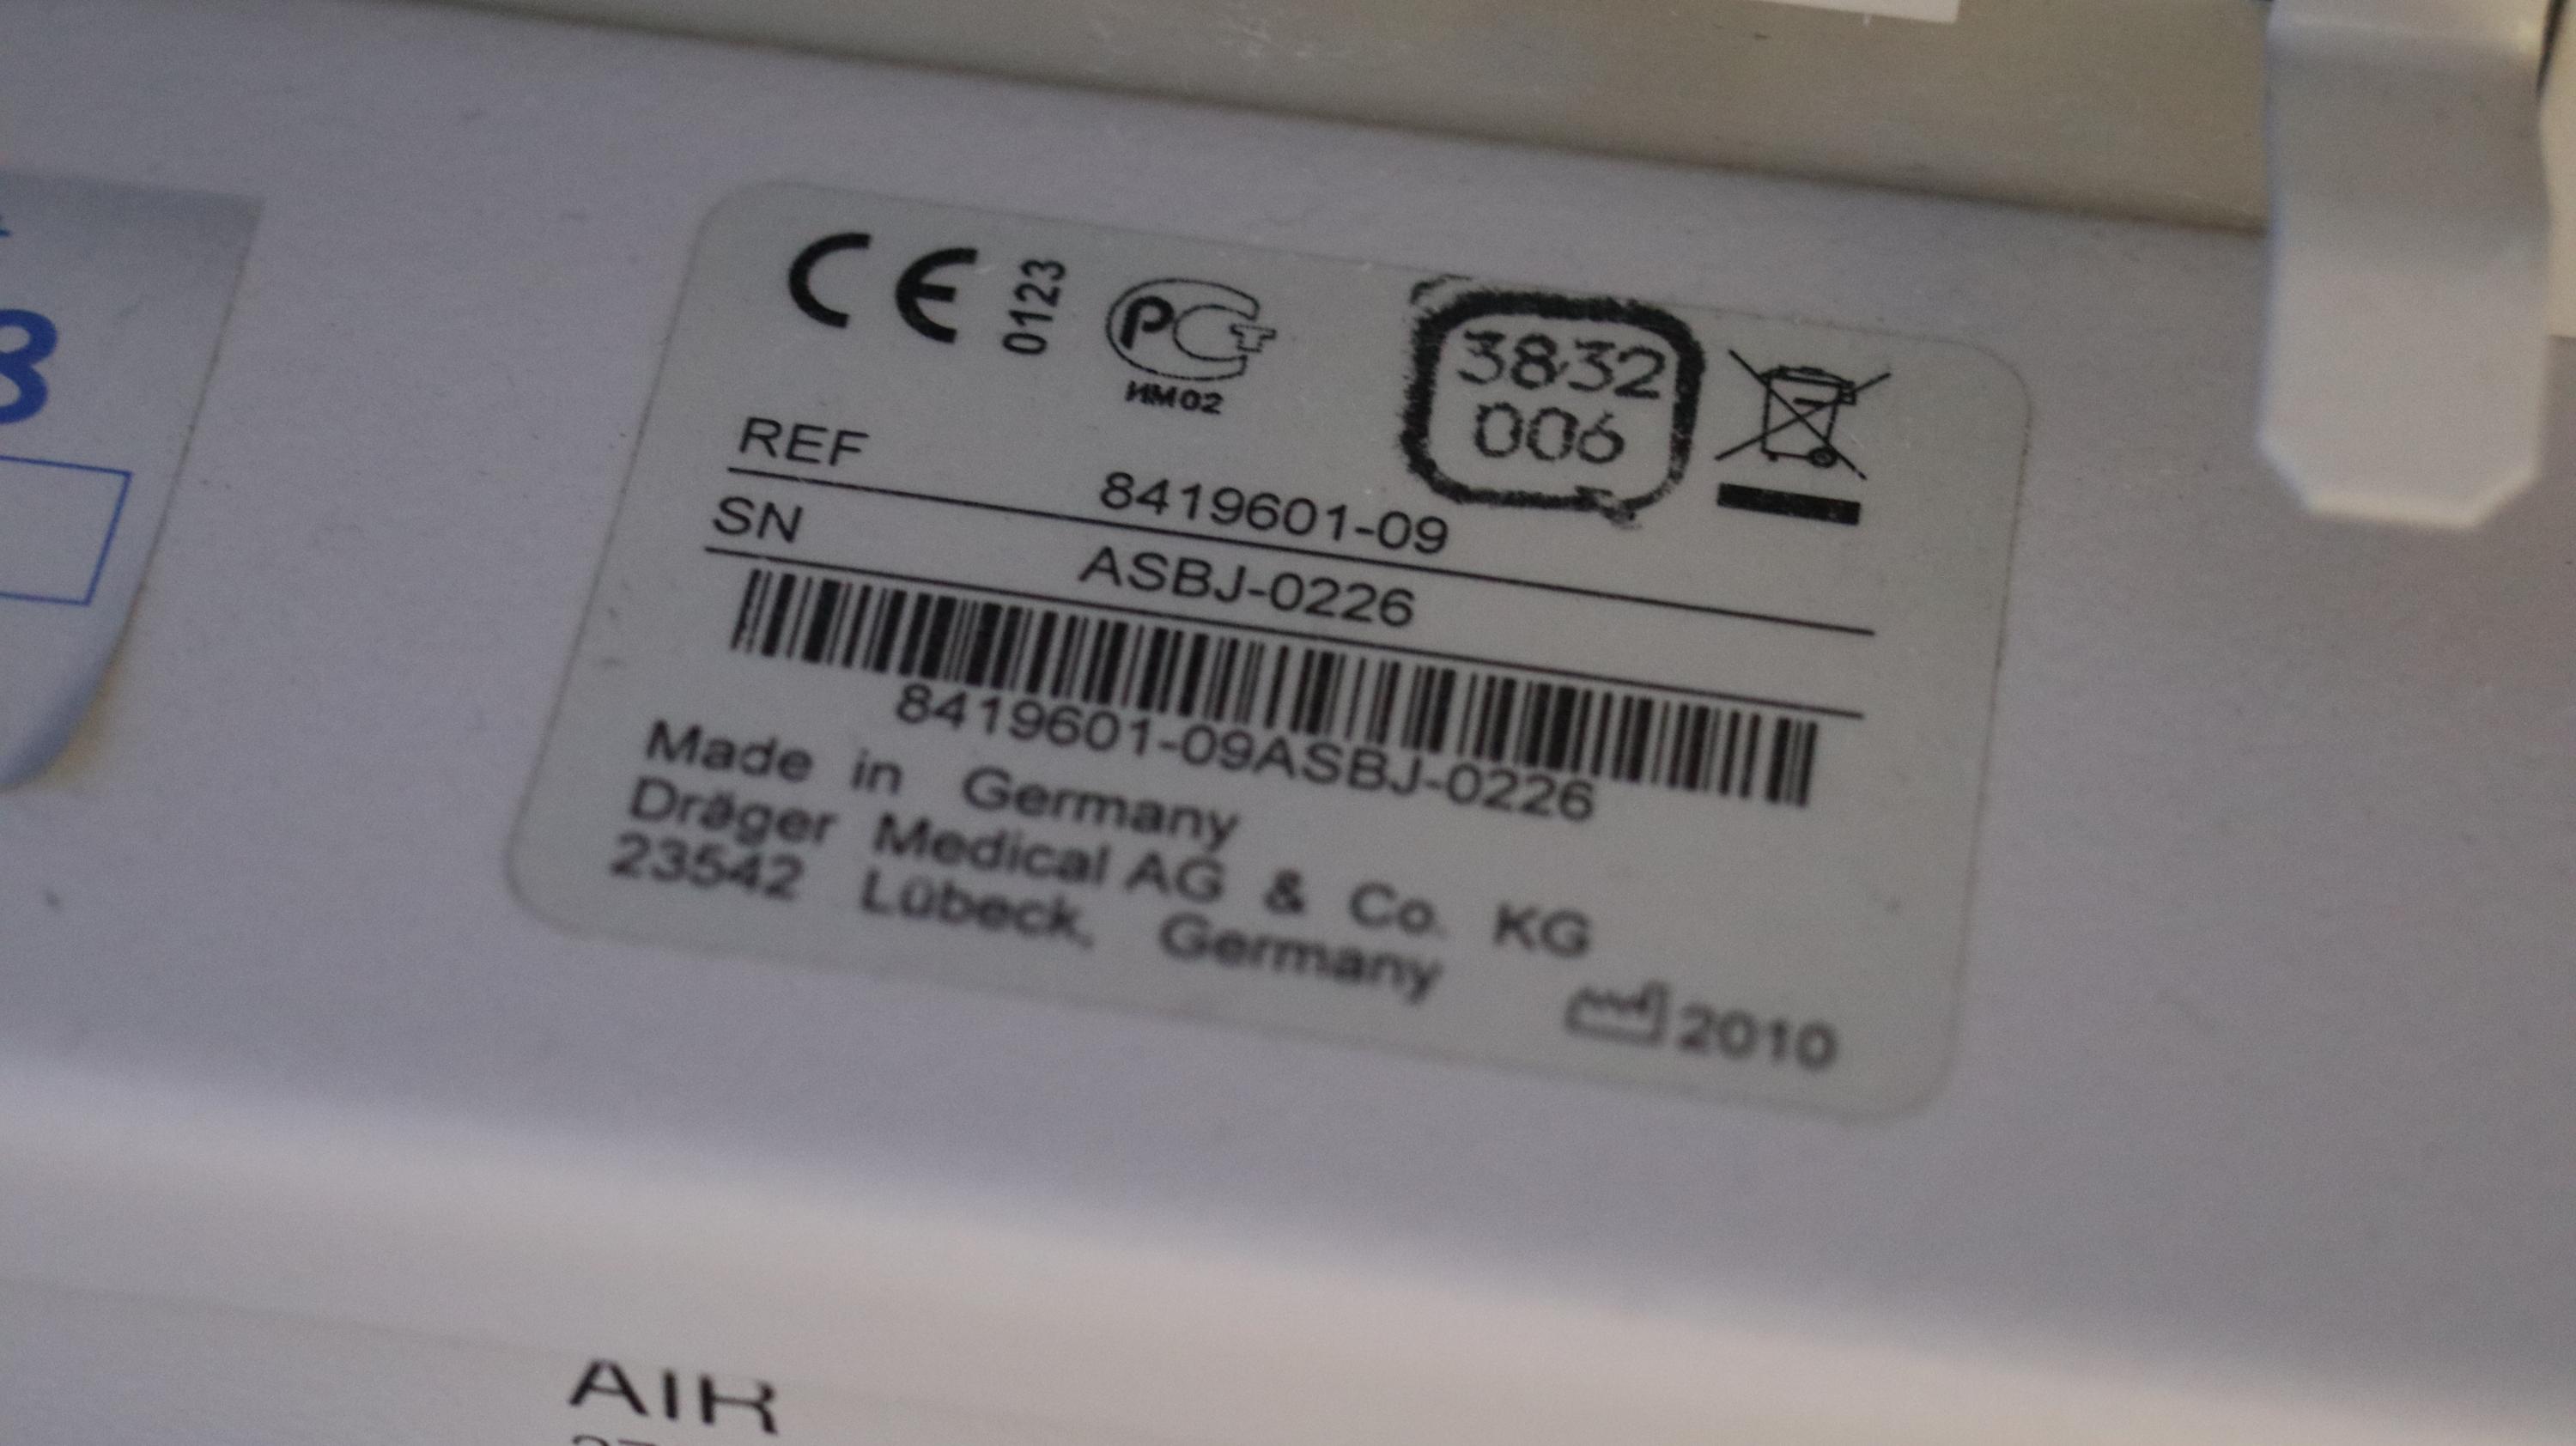 3
CE 0123 PCT
ИМ02
3832
006
REF 8419601-09
SN ASBJ-0226
8419601-09ASBJ-0226
Made in Germany
Dräger Medical AG & Co. KG
23542 Lübeck, Germany
2010
AIR